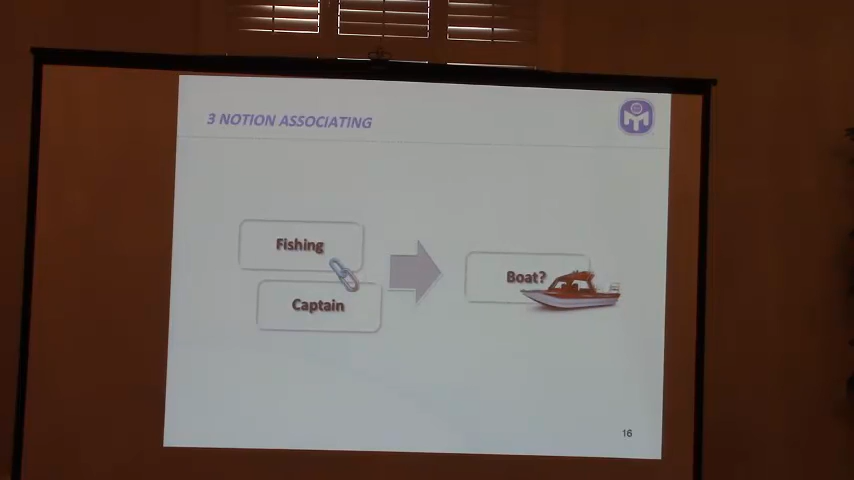 3 NOTION ASSOCIATING
Fishing
Captain
Boat?
16